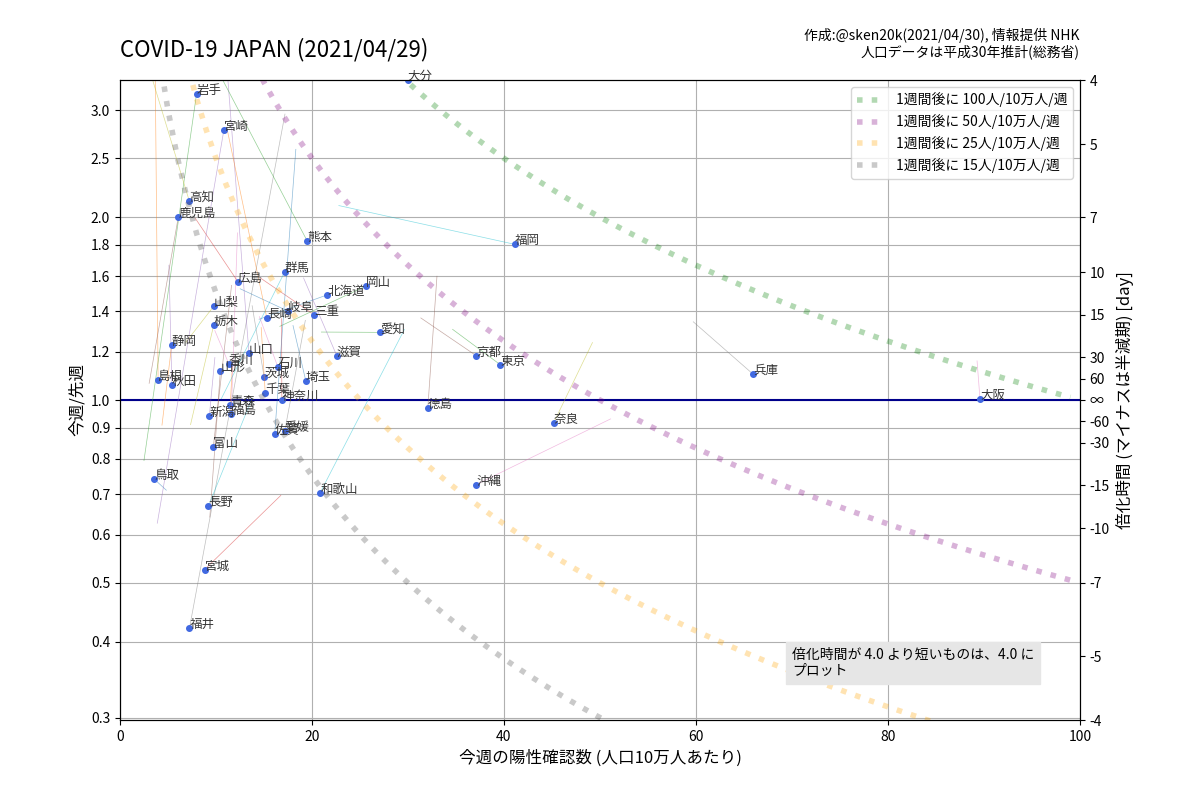 COVID-19 JAPAN (2021/04/29)
作成:@sken20k(2021/04/30), 情報提供 NHK
人口データは平成30年推計(総務省)
1週間後に 100人/10万人/週
1週間後に 50人/10万人/週
1週間後に 25人/10万人/週
1週間後に 15人/10万人/週
大分
岩手
宮崎
高知
鹿児島
熊本
福岡
群馬
広島
岡山
北海道
山梨
岐阜
三重
長崎
栃木
愛知
静岡
山口
滋賀
京都
東京
香川
石川
山形
兵庫
茨城
埼玉
島根
秋田
千葉
神奈川
大阪
青森
福島
新潟
徳島
奈良
佐賀
愛媛
富山
鳥取
沖縄
和歌山
長野
宮城
福井
倍化時間が 4.0 より短いものは、4.0 に
プロット
3.0
2.5
2.0
1.8
1.6
1.4
1.2
1.0
0.9
0.8
0.7
0.6
0.5
0.4
0.3
今週/先週
4
5
7
10
15
30
60
∞
-60
-30
-15
-10
-7
-5
-4
倍化時間 (マイナスは半減期) [day]
0
20
40
60
80
100
今週の陽性確認数 (人口10万人あたり)